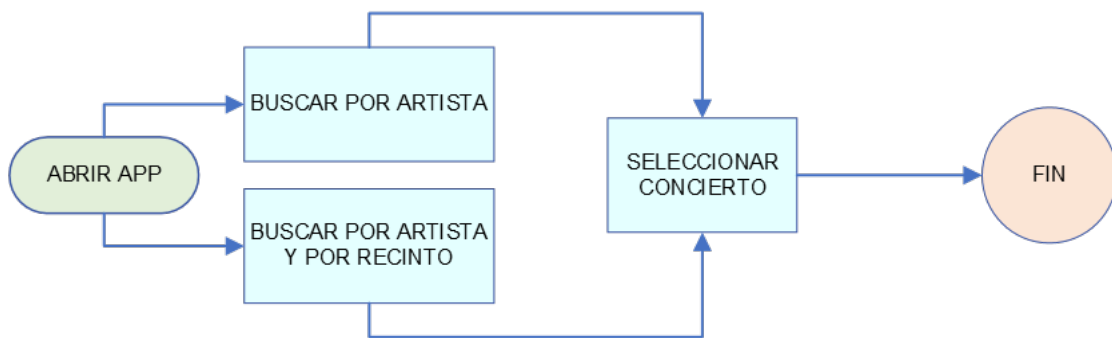 BUSCAR POR ARTISTA
ABRIR APP
BUSCAR POR ARTISTA
Y POR RECINTO
SELECCIONAR
CONCIERTO
FIN